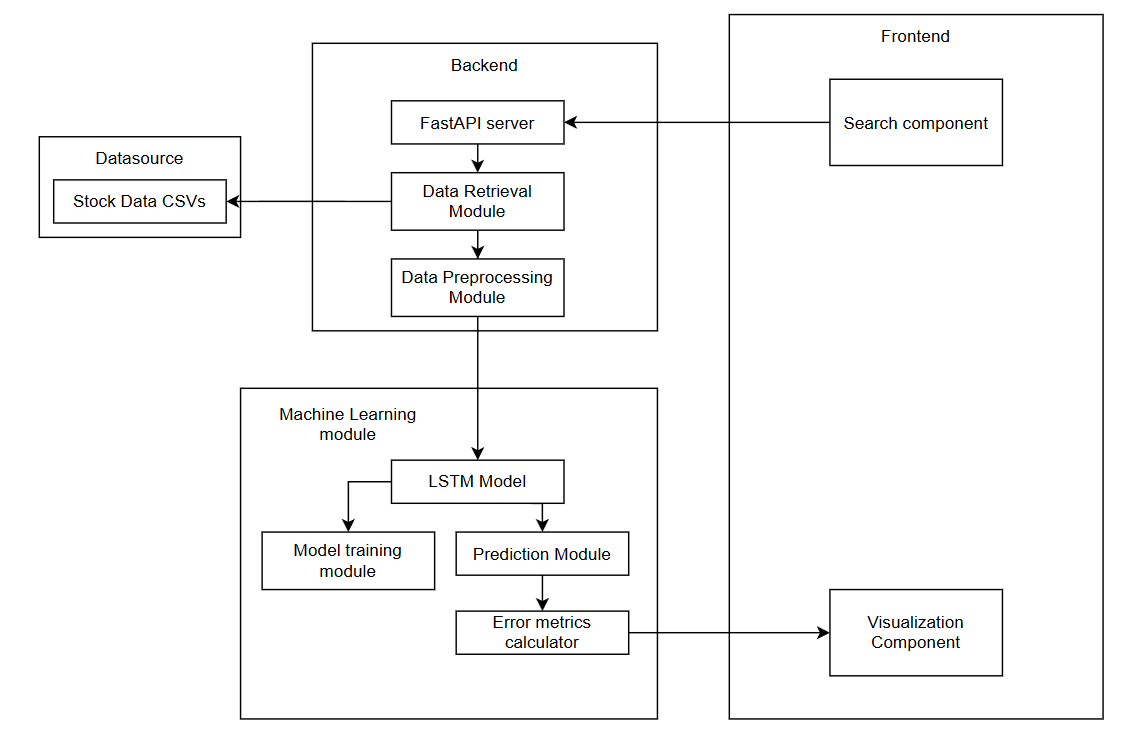 Frontend
Backend
Search component
FastAPI server
Datasource
Stock Data CSVs
Data Retrieval
Module
Data Preprocessing
Module
Machine Learning
module
LSTM Model
Model training
module
Prediction Module
Error metrics
calculator
Visualization
Component